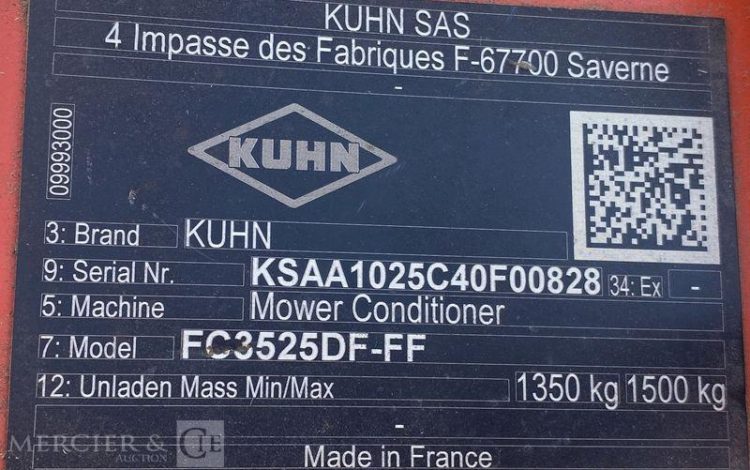 KUHN SAS
4 Impasse des Fabriques F-67700 Saverne
-
09993000
KUHN
3: Brand KUHN
9: Serial Nr. KSAA1025C40F00828 34: Ex -
5: Machine Mower Conditioner
7: Model FC3525DF-FF
12: Unladen Mass Min/Max 1350 kg 1500 kg
-
Made in France
MERCIER & CIE
AUCTION